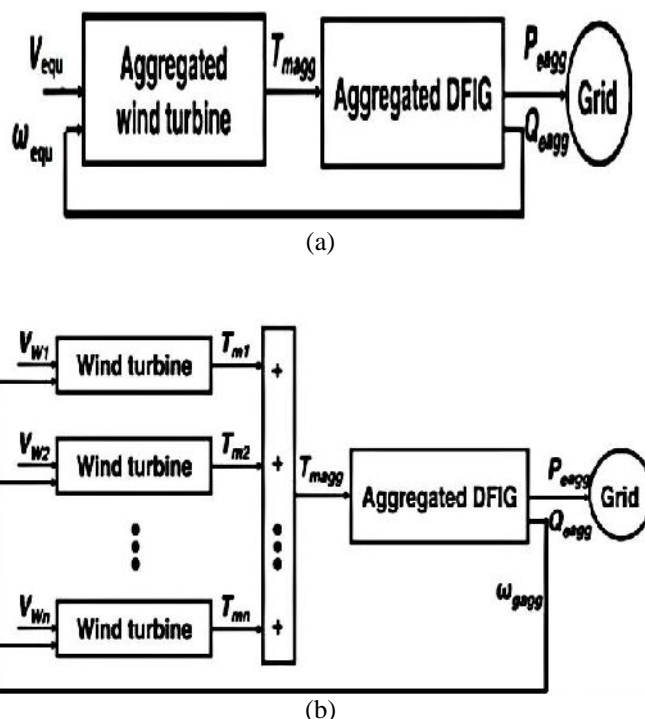 V_equ
ω_equ
Aggregated
wind turbine
T_magg
Aggregated DFIG
P_eagg
Q_eagg
Grid
(a)
V_W1
Wind turbine
T_m1
+
V_W2
Wind turbine
T_m2
+
T_magg
Aggregated DFIG
P_eagg
Q_eagg
Grid
ω_gagg
V_Wn
Wind turbine
T_mn
+
(b)